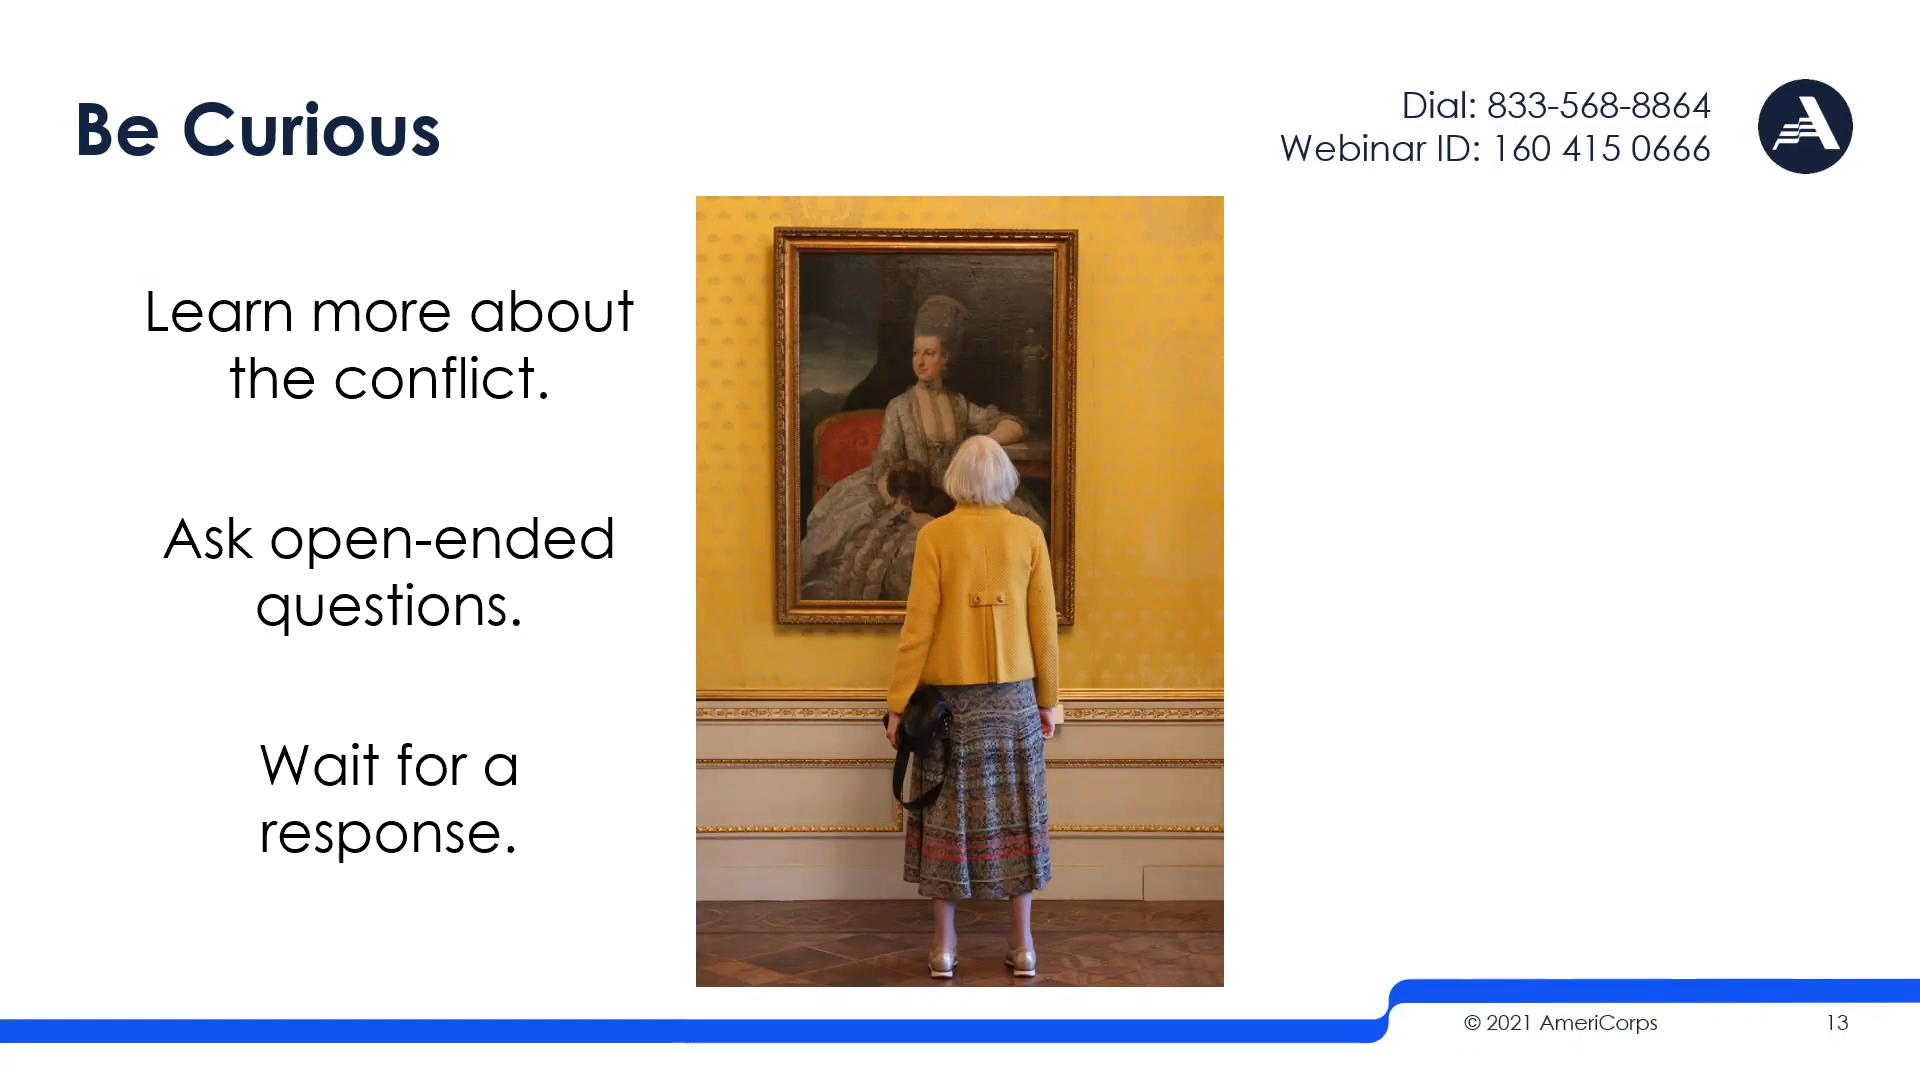 Be Curious
Dial: 833-568-8864
Webinar ID: 160 415 0666
Learn more about
the conflict.
Ask open-ended
questions.
Wait for a
response.
© 2021 AmeriCorps
13